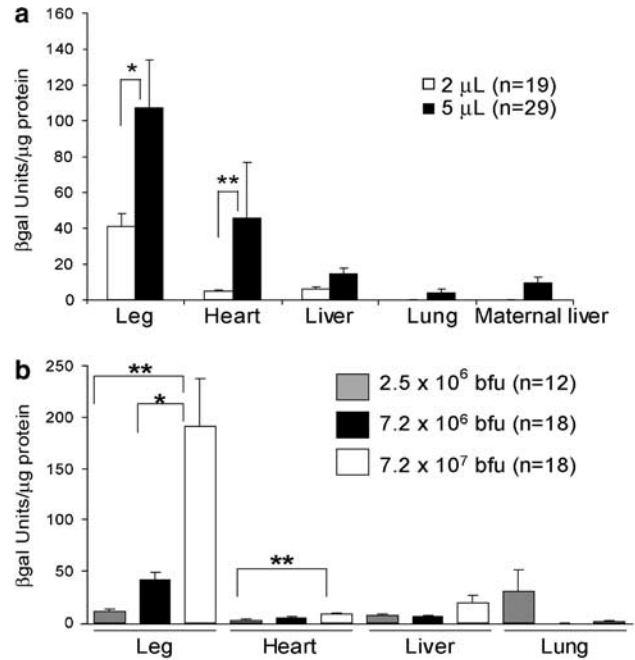 a
βgal Units/μg protein
160
140
120
100
80
60
40
20
0
*
**
2 μL (n=19)
5 μL (n=29)
Leg Heart Liver Lung Maternal liver
b
βgal Units/μg protein
250
200
150
100
50
0
**
*
**
2.5 x 10⁶ bfu (n=12)
7.2 x 10⁶ bfu (n=18)
7.2 x 10⁷ bfu (n=18)
Leg Heart Liver Lung